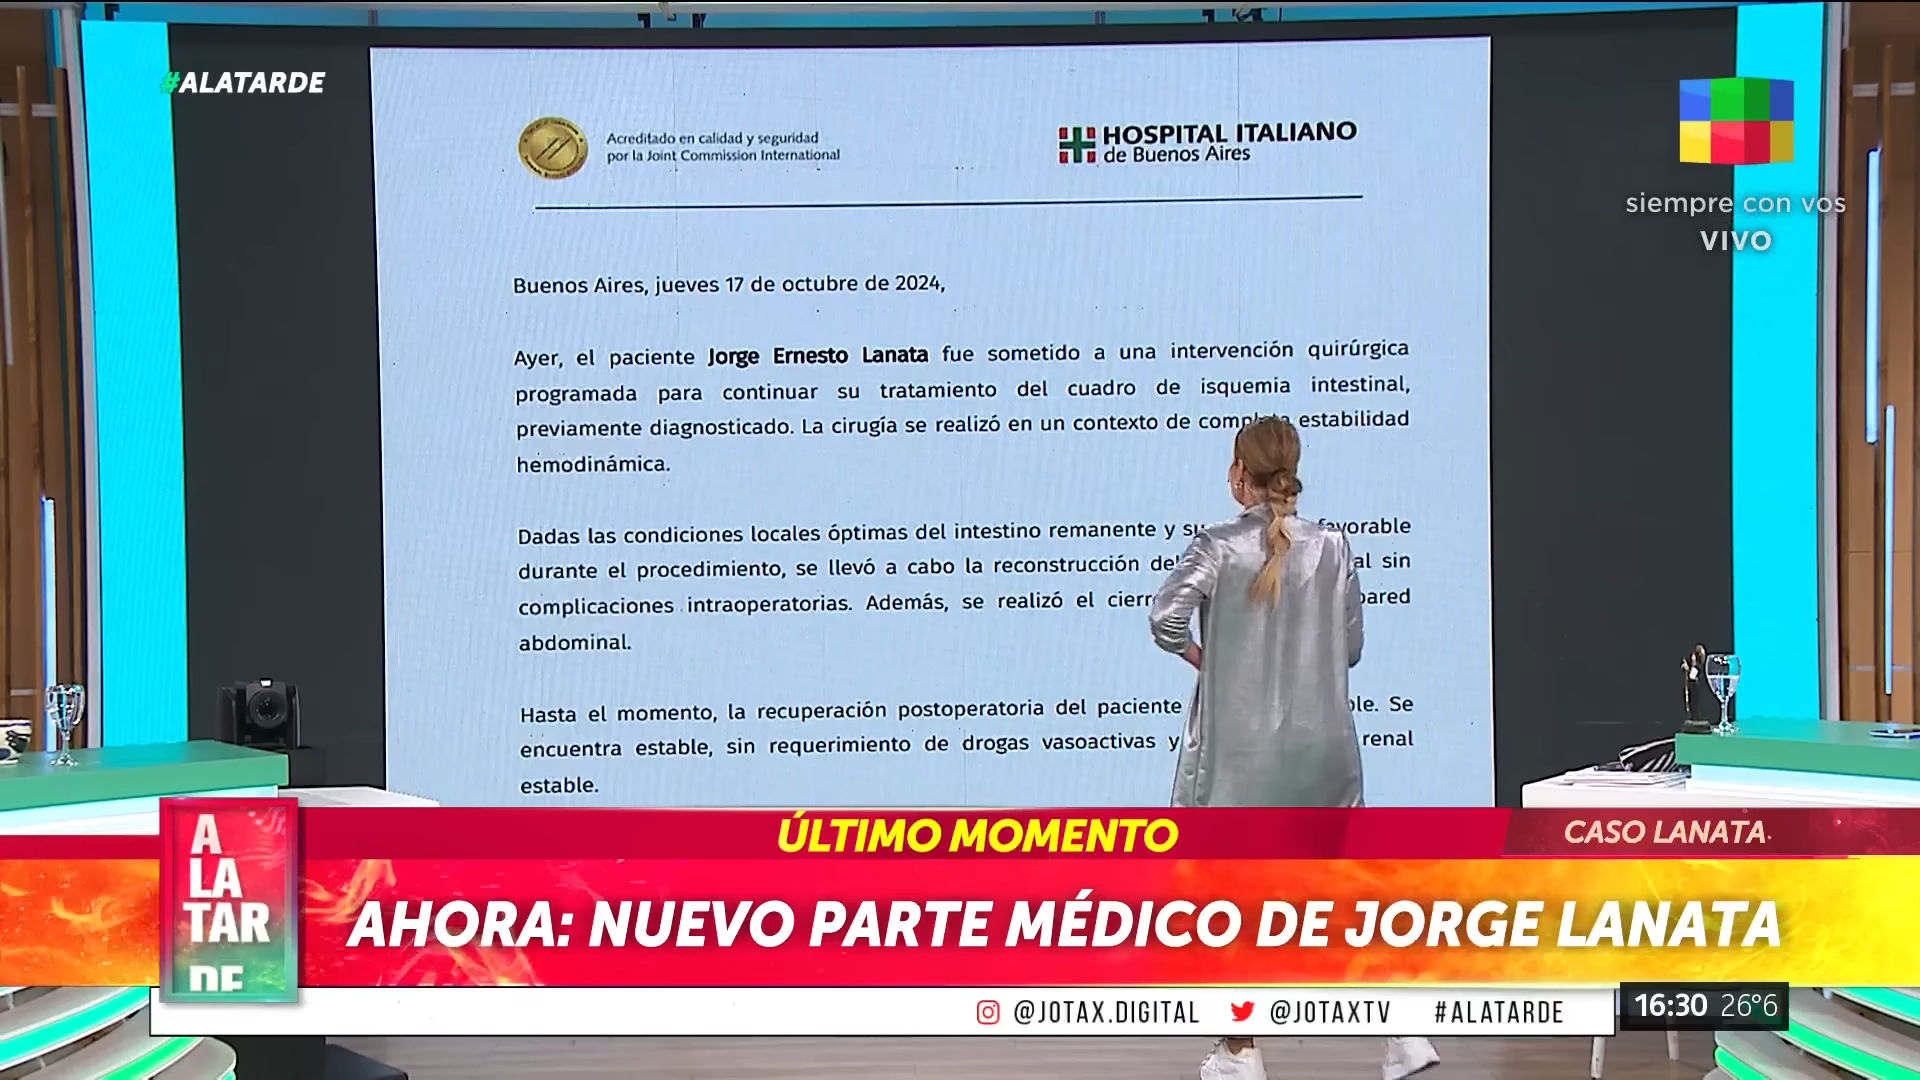 #ALATARDE
Acreditado en calidad y seguridad
por la Joint Commission International
HOSPITAL ITALIANO
de Buenos Aires
siempre con vos
VIVO
Buenos Aires, jueves 17 de octubre de 2024,
Ayer, el paciente Jorge Ernesto Lanata fue sometido a una intervención quirúrgica
programada para continuar su tratamiento del cuadro de isquemia intestinal,
previamente diagnosticado. La cirugía se realizó en un contexto de completa estabilidad
hemodinámica.
Dadas las condiciones locales óptimas del intestino remanente y favorable
durante el procedimiento, se llevó a cabo la reconstrucción del sin
complicaciones intraoperatorias. Además, se realizó el pared
abdominal.
Hasta el momento, la recuperación postoperatoria del paciente Se
encuentra estable, sin requerimiento de drogas vasoactivas y renal
estable.
ÚLTIMO MOMENTO
CASO LANATA
A
LA
TAR
DE
AHORA: NUEVO PARTE MÉDICO DE JORGE LANATA
@JOTAX.DIGITAL @JOTAXTV #ALATARDE
16:30 26°6